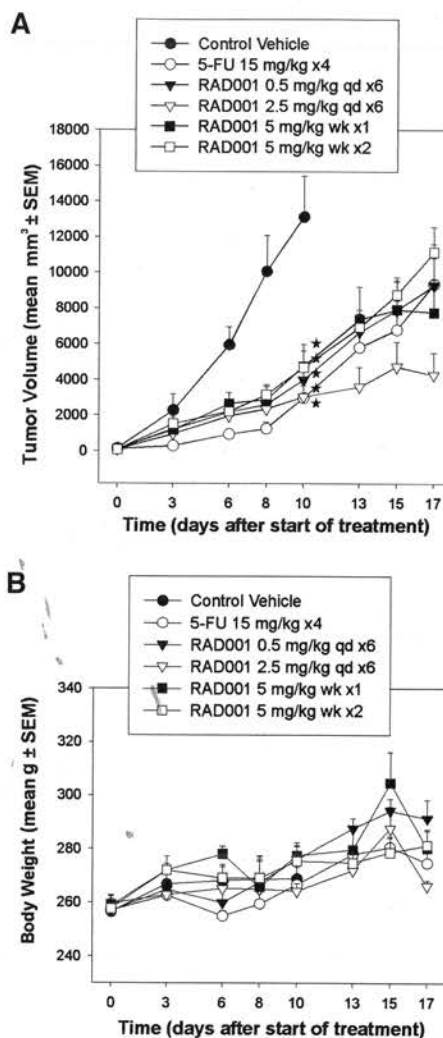 A
Control Vehicle
5-FU 15 mg/kg x4
RAD001 0.5 mg/kg qd x6
RAD001 2.5 mg/kg qd x6
RAD001 5 mg/kg wk x1
RAD001 5 mg/kg wk x2
Tumor Volume (mean mm³ ± SEM)
18000
16000
14000
12000
10000
8000
6000
4000
2000
0
0 3 6 8 10 13 15 17
Time (days after start of treatment)
B
Control Vehicle
5-FU 15 mg/kg x4
RAD001 0.5 mg/kg qd x6
RAD001 2.5 mg/kg qd x6
RAD001 5 mg/kg wk x1
RAD001 5 mg/kg wk x2
Body Weight (mean g ± SEM)
340
320
300
280
260
240
0 3 6 8 10 13 15 17
Time (days after start of treatment)